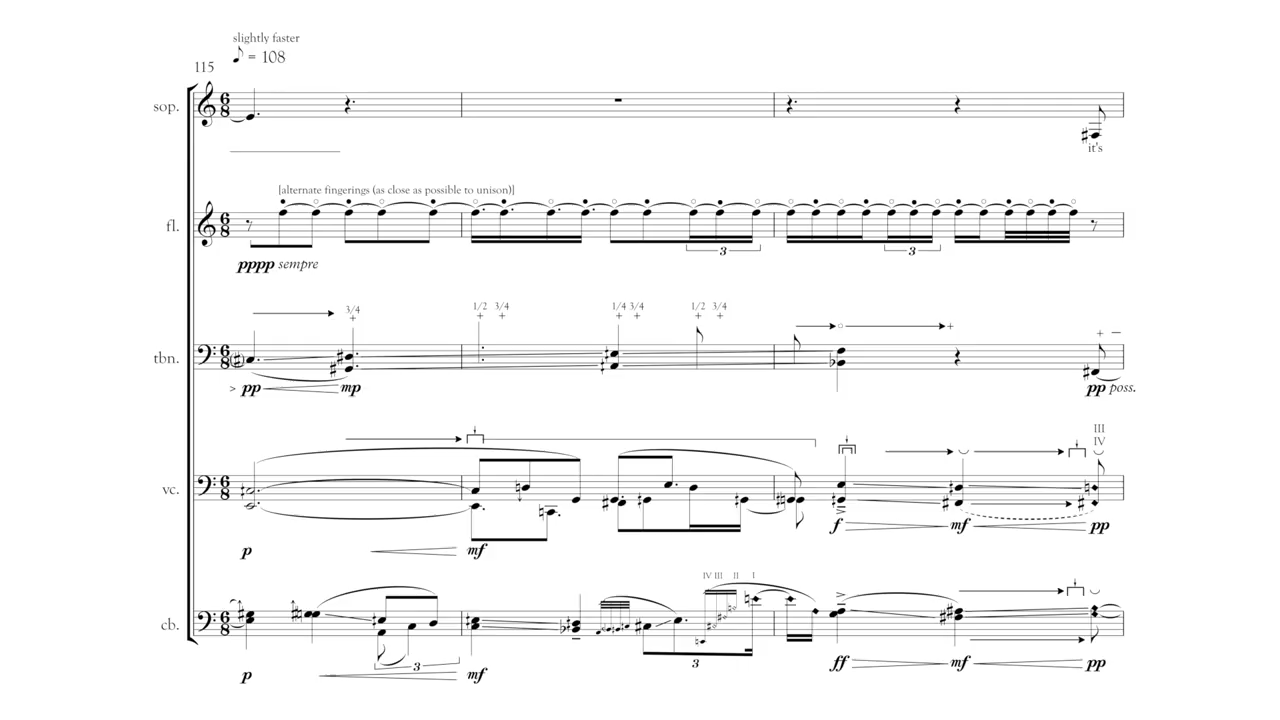 slightly faster
♪ = 108
115
sop.
it's
[alternate fingerings (as close as possible to unison)]
fl.
3 3
pppp sempre
3/4 1/2 3/4 1/4 3/4 1/2 3/4
tbn.
> pp mp pp poss.
III
IV
vc.
f mf pp
p mf
IV III II I
cb.
3 3
ff mf pp
p mf